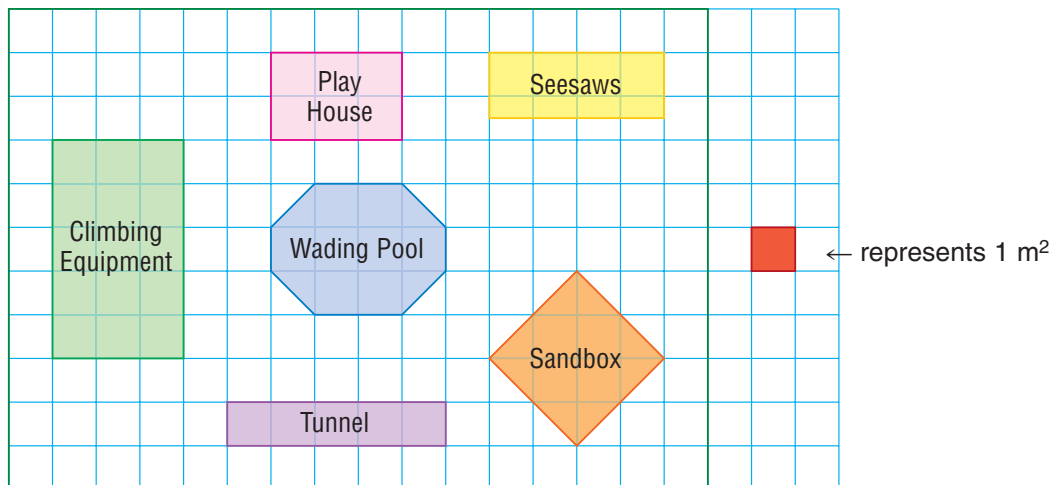 Play
House
Seesaws
Climbing
Equipment
Wading Pool
← represents 1 m²
Sandbox
Tunnel